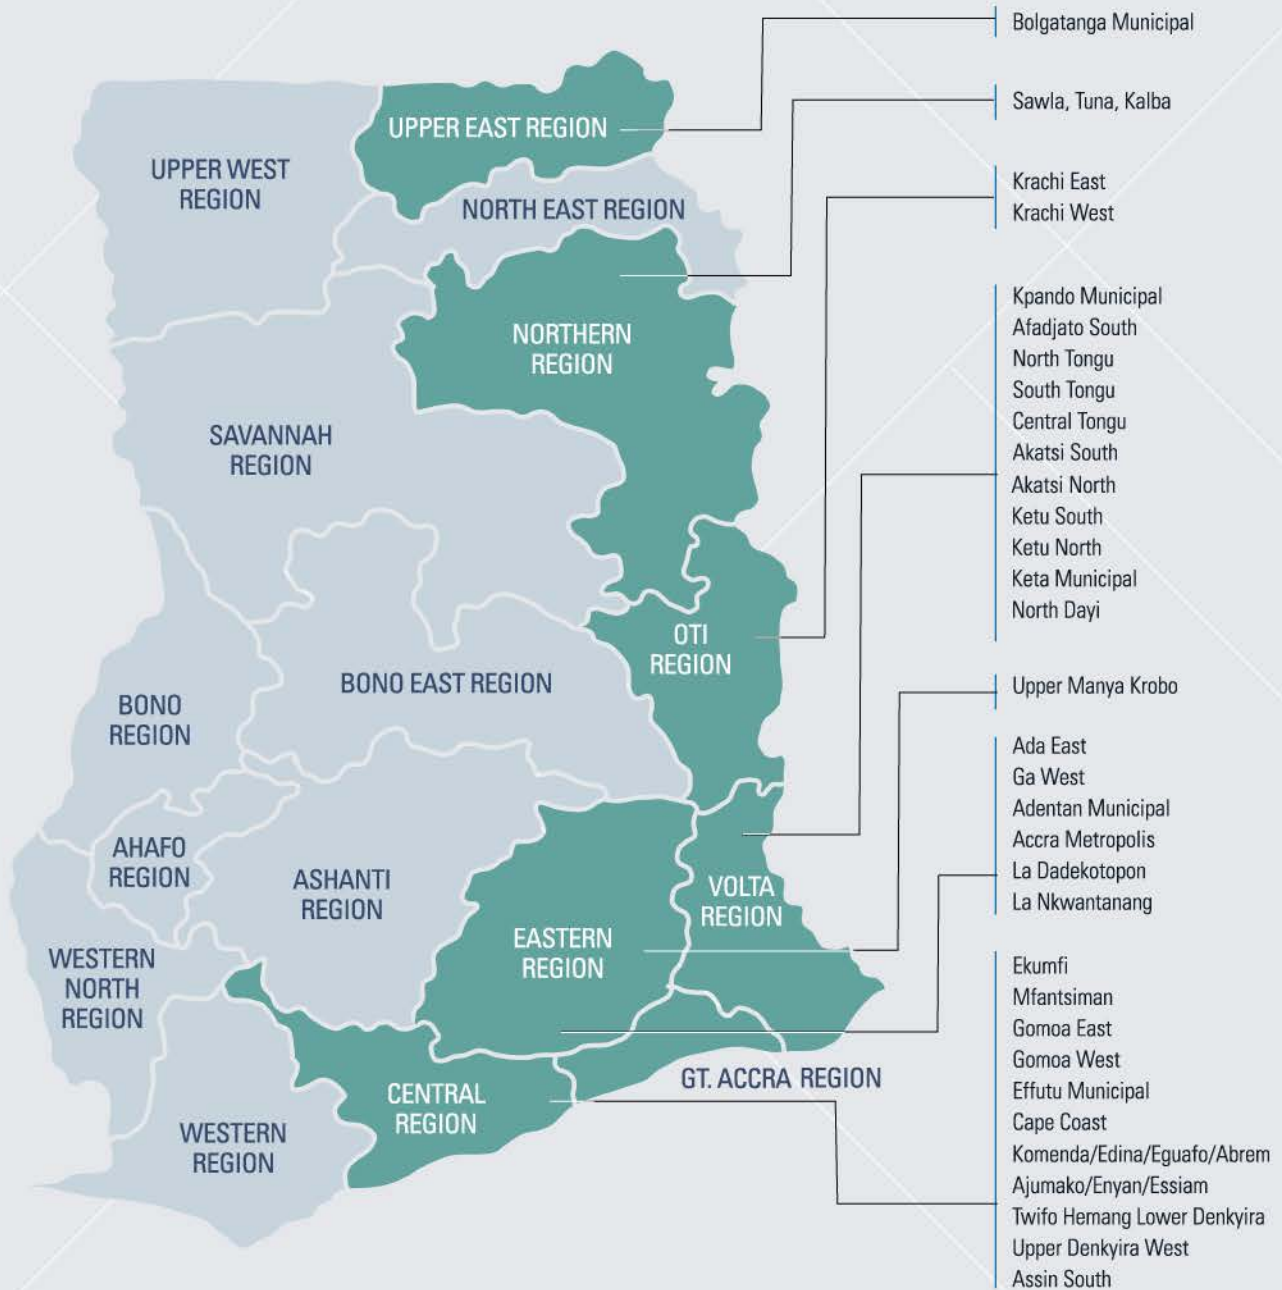 Bolgatanga Municipal
Sawla, Tuna, Kalba
Krachi East
Krachi West
Kpando Municipal
Afadjato South
North Tongu
South Tongu
Central Tongu
Akatsi South
Akatsi North
Ketu South
Ketu North
Keta Municipal
North Dayi
Upper Manya Krobo
Ada East
Ga West
Adentan Municipal
Accra Metropolis
La Dadekotopon
La Nkwantanang
Ekumfi
Mfantsiman
Gomoa East
Gomoa West
Effutu Municipal
Cape Coast
Komenda/Edina/Eguafo/Abrem
Ajumako/Enyan/Essiam
Twifo Hemang Lower Denkyira
Upper Denkyira West
Assin South
UPPER EAST REGION
UPPER WEST
REGION
NORTH EAST REGION
NORTHERN
REGION
SAVANNAH
REGION
OTI
REGION
BONO EAST REGION
BONO
REGION
AHAFO
REGION
ASHANTI
REGION
VOLTA
REGION
EASTERN
REGION
WESTERN
NORTH
REGION
GT. ACCRA REGION
CENTRAL
REGION
WESTERN
REGION